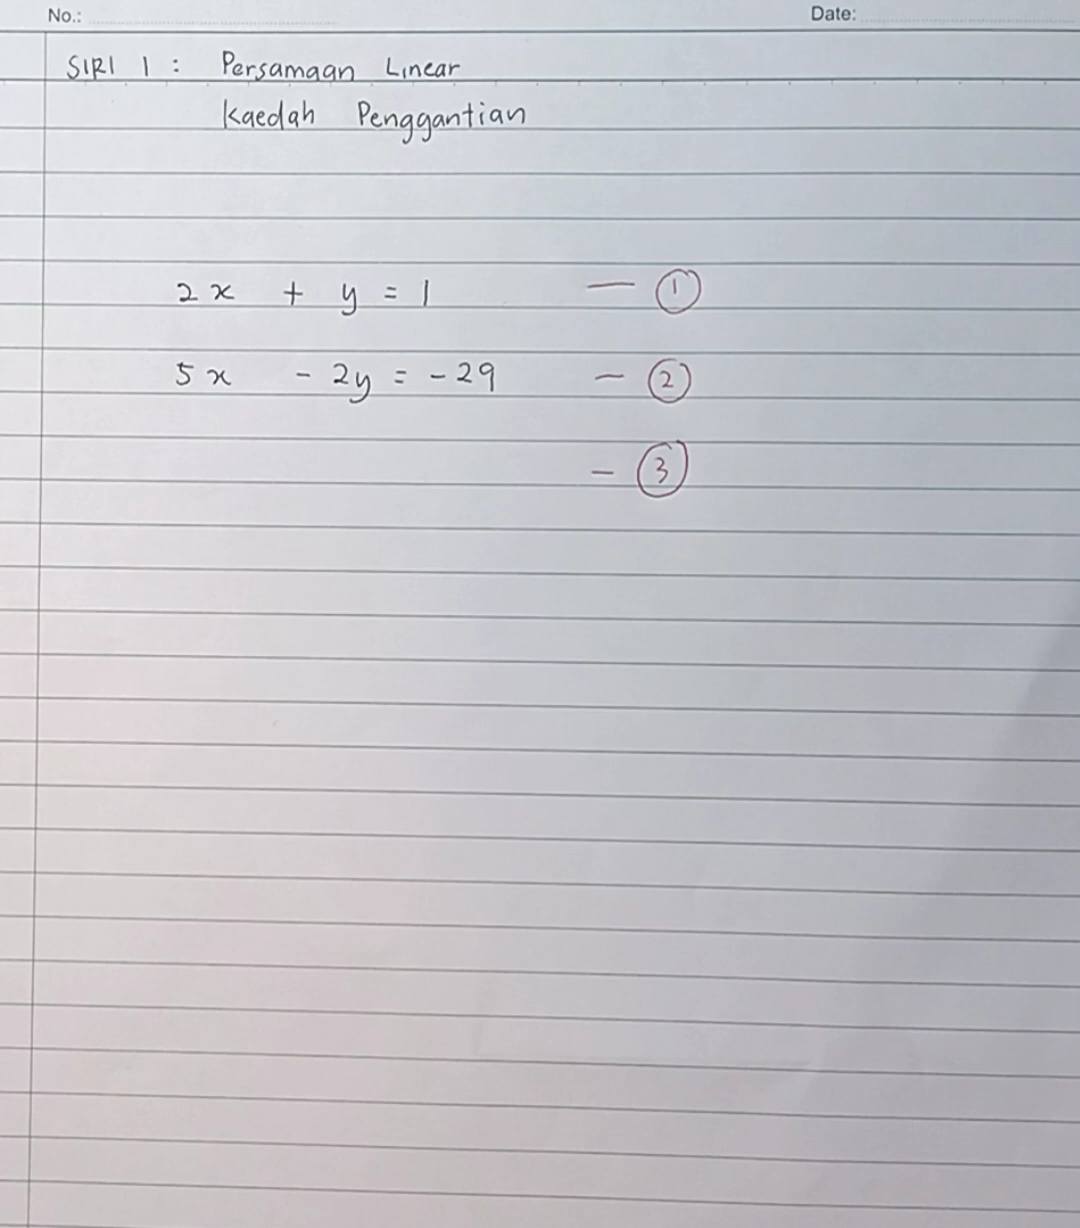 No.: Date:
SIRI 1 : Persamaan Linear
Kaedah Penggantian
2x + y = 1 — ①
5x - 2y = -29 — ②
— ③